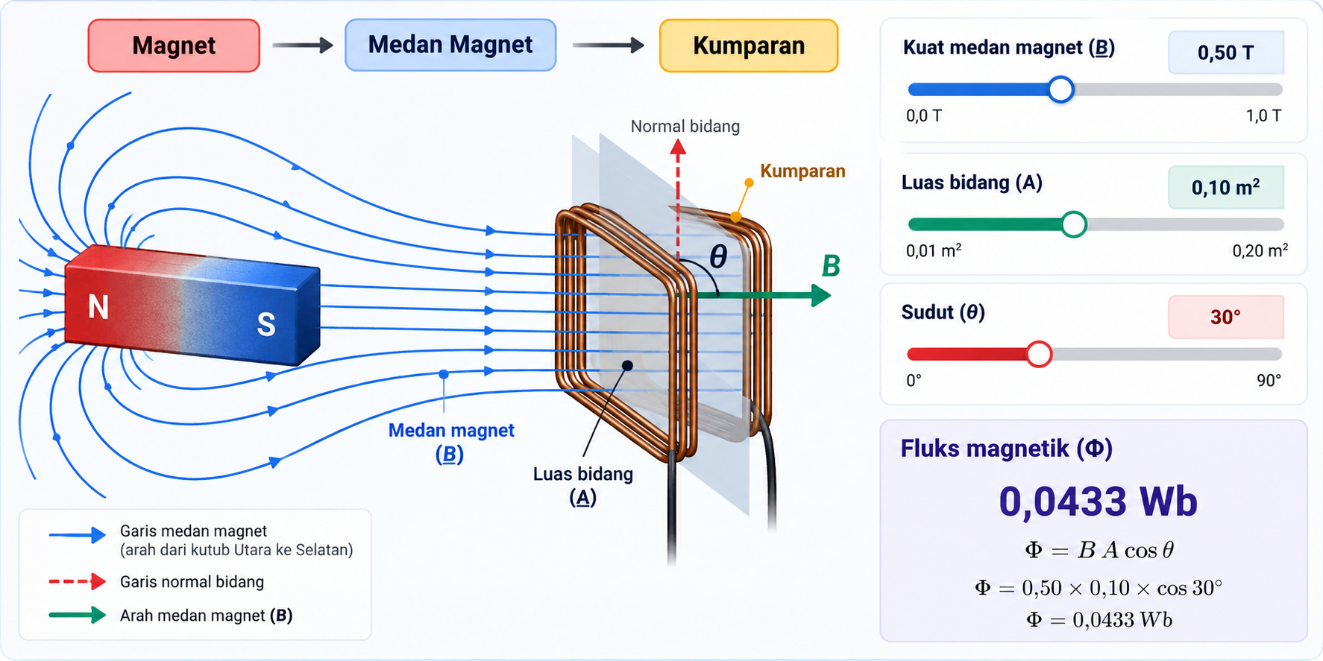 Magnet
Medan Magnet
Kumparan
Normal bidang
Kumparan
θ
B
N
S
Medan magnet
(B)
Luas bidang
(A)
Garis medan magnet
(arah dari kutub Utara ke Selatan)
Garis normal bidang
Arah medan magnet (B)
Kuat medan magnet (B)
0,50 T
0,0 T
1,0 T
Luas bidang (A)
0,10 m²
0,01 m²
0,20 m²
Sudut (θ)
30°
0°
90°
Fluks magnetik (Φ)
0,0433 Wb
Φ = B A cos θ
Φ = 0,50 × 0,10 × cos 30°
Φ = 0,0433 Wb